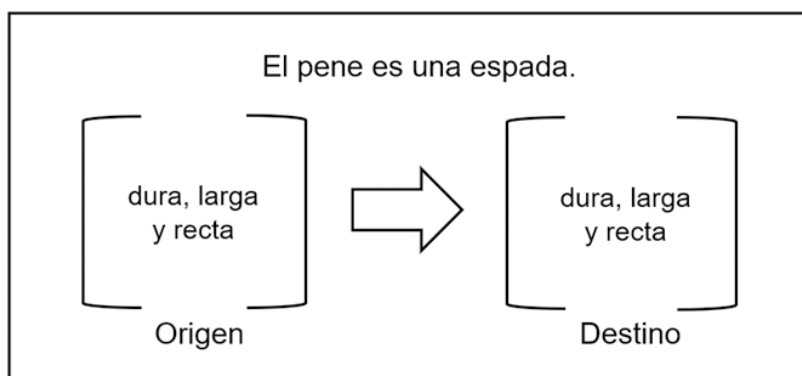 El pene es una espada.
dura, larga
y recta
dura, larga
y recta
Origen
Destino